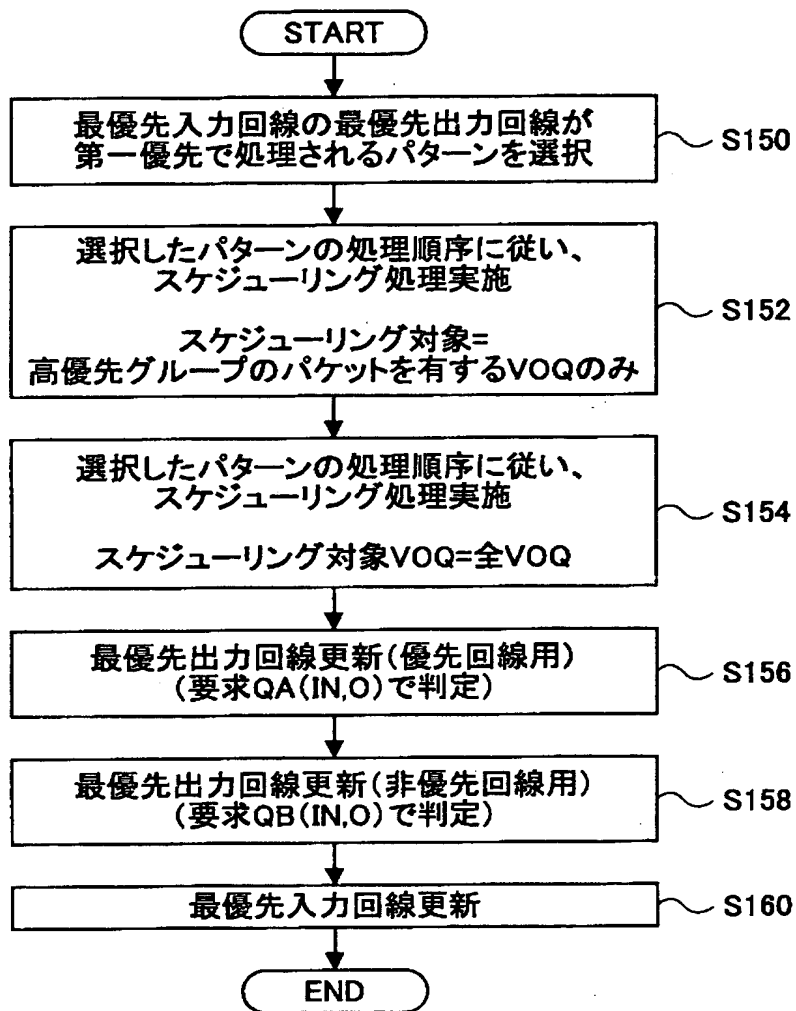 START
最優先入力回線の最優先出力回線が
第一優先で処理されるパターンを選択
S150
選択したパターンの処理順序に従い、
スケジューリング処理実施
スケジューリング対象=
高優先グループのパケットを有するVOQのみ
S152
選択したパターンの処理順序に従い、
スケジューリング処理実施
スケジューリング対象VOQ=全VOQ
S154
最優先出力回線更新(優先回線用)
(要求QA(IN,O)で判定)
S156
最優先出力回線更新(非優先回線用)
(要求QB(IN,O)で判定)
S158
最優先入力回線更新
S160
END